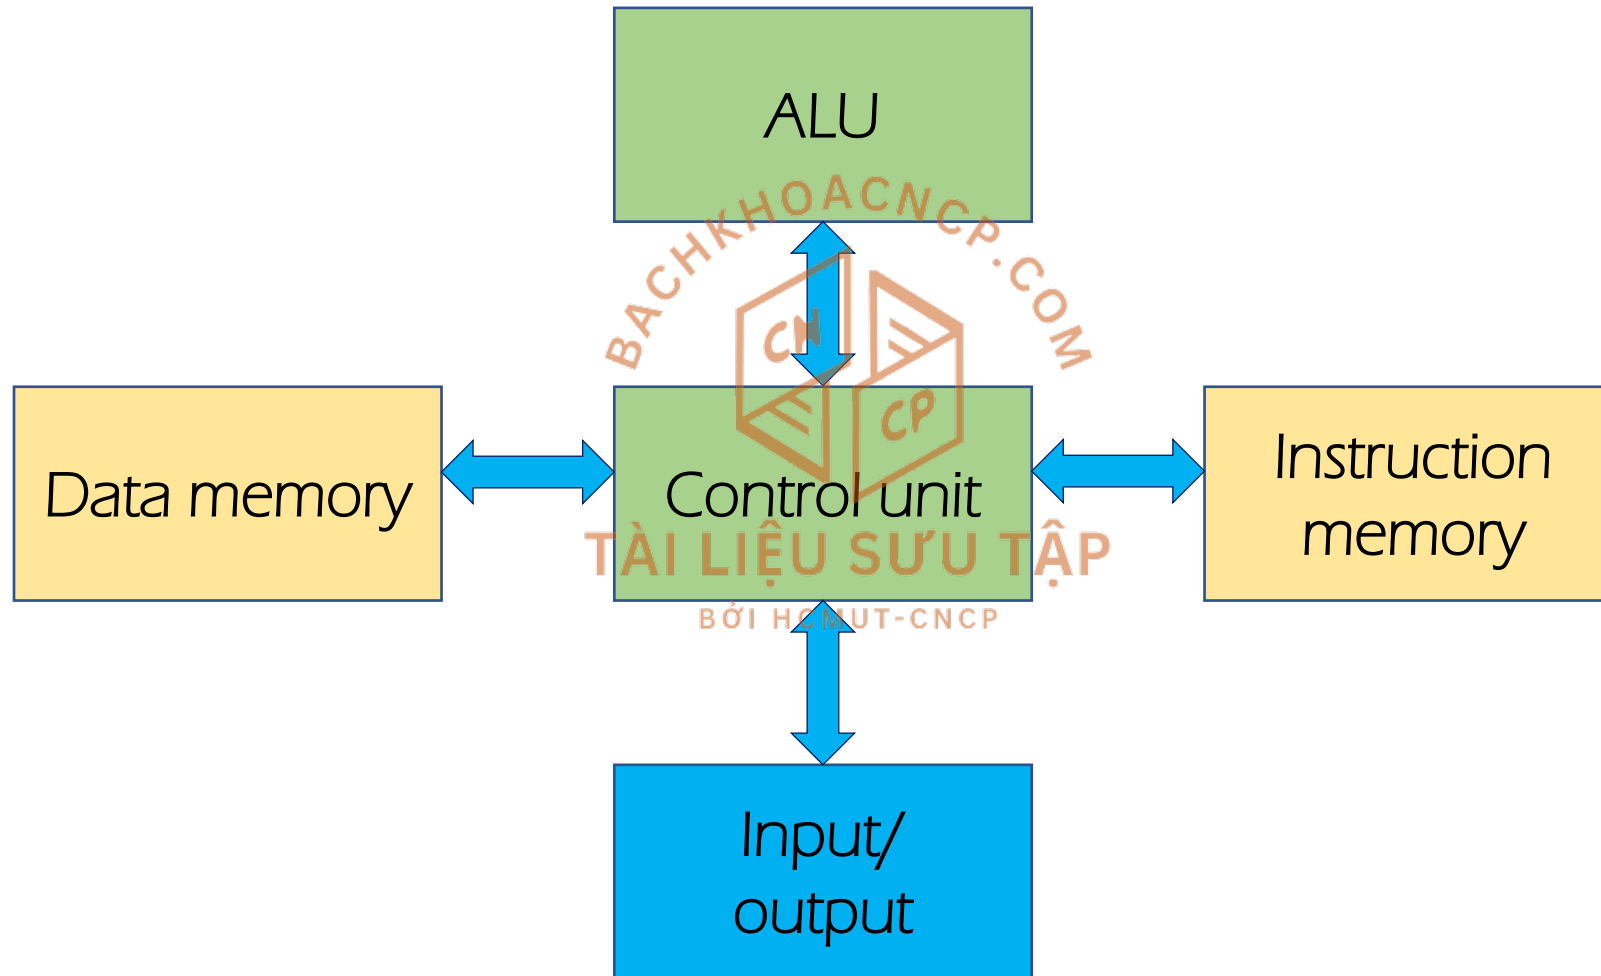 ALU
BACHKHOACNCP.COM
CN
CP
Data memory
Control unit
Instruction
memory
TÀI LIỆU SƯU TẬP
BỞI HCMUT-CNCP
Input/
output